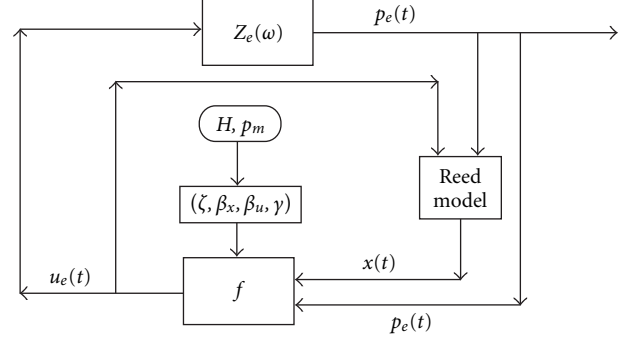 Z_e(ω)
p_e(t)
H, p_m
Reed
model
(ζ, β_x, β_u, γ)
x(t)
u_e(t)
f
p_e(t)